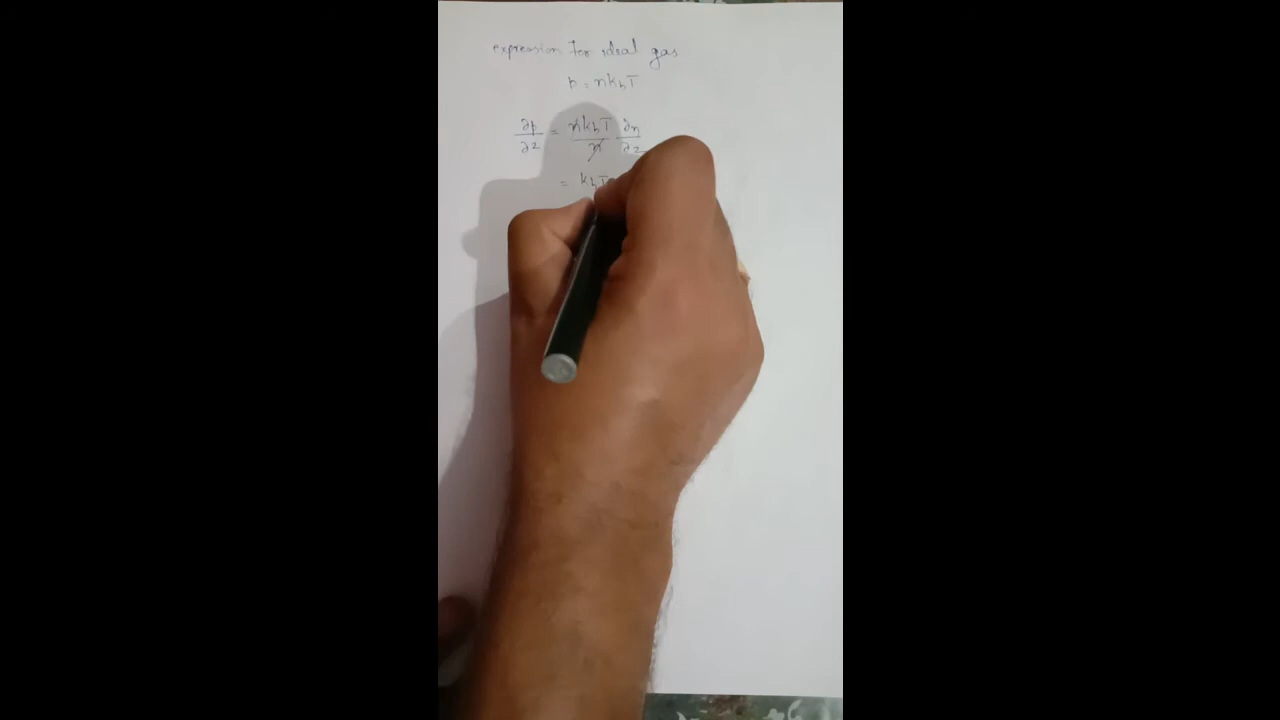 expression for ideal gas
p = nk_bT
∂p/∂z = nk_bT/n ∂n/∂z
= k_bT